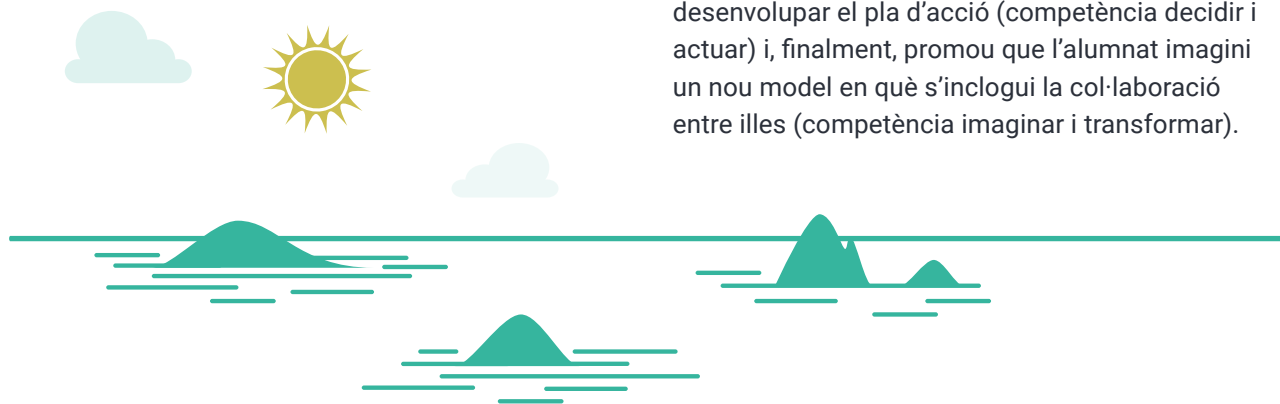 desenvolupar el pla d’acció (competència decidir i
actuar) i, finalment, promou que l’alumnat imagini
un nou model en què s’inclogui la col·laboració
entre illes (competència imaginar i transformar).